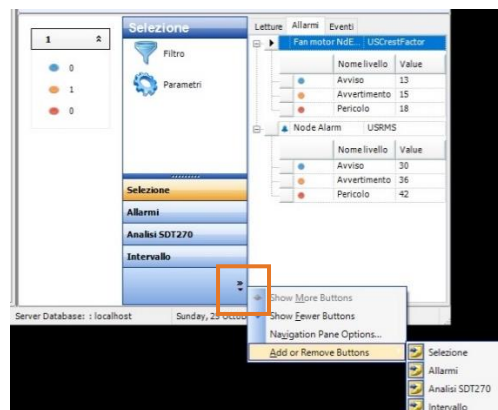 1
0
1
0
Selezione
Filtro
Parametri
Selezione
Allarmi
Analisi SDT270
Intervallo
Letture Allarmi Eventi
Fan motor NdE... USCrestFactor
Nome livello Value
Avviso 13
Avvertimento 15
Pericolo 18
Node Alarm USRMS
Nome livello Value
Avviso 30
Avvertimento 36
Pericolo 42
Server Database: : localhost Sunday, 25
Show More Buttons
Show Fewer Buttons
Navigation Pane Options...
Add or Remove Buttons
Selezione
Allarmi
Analisi SDT270
Intervallo